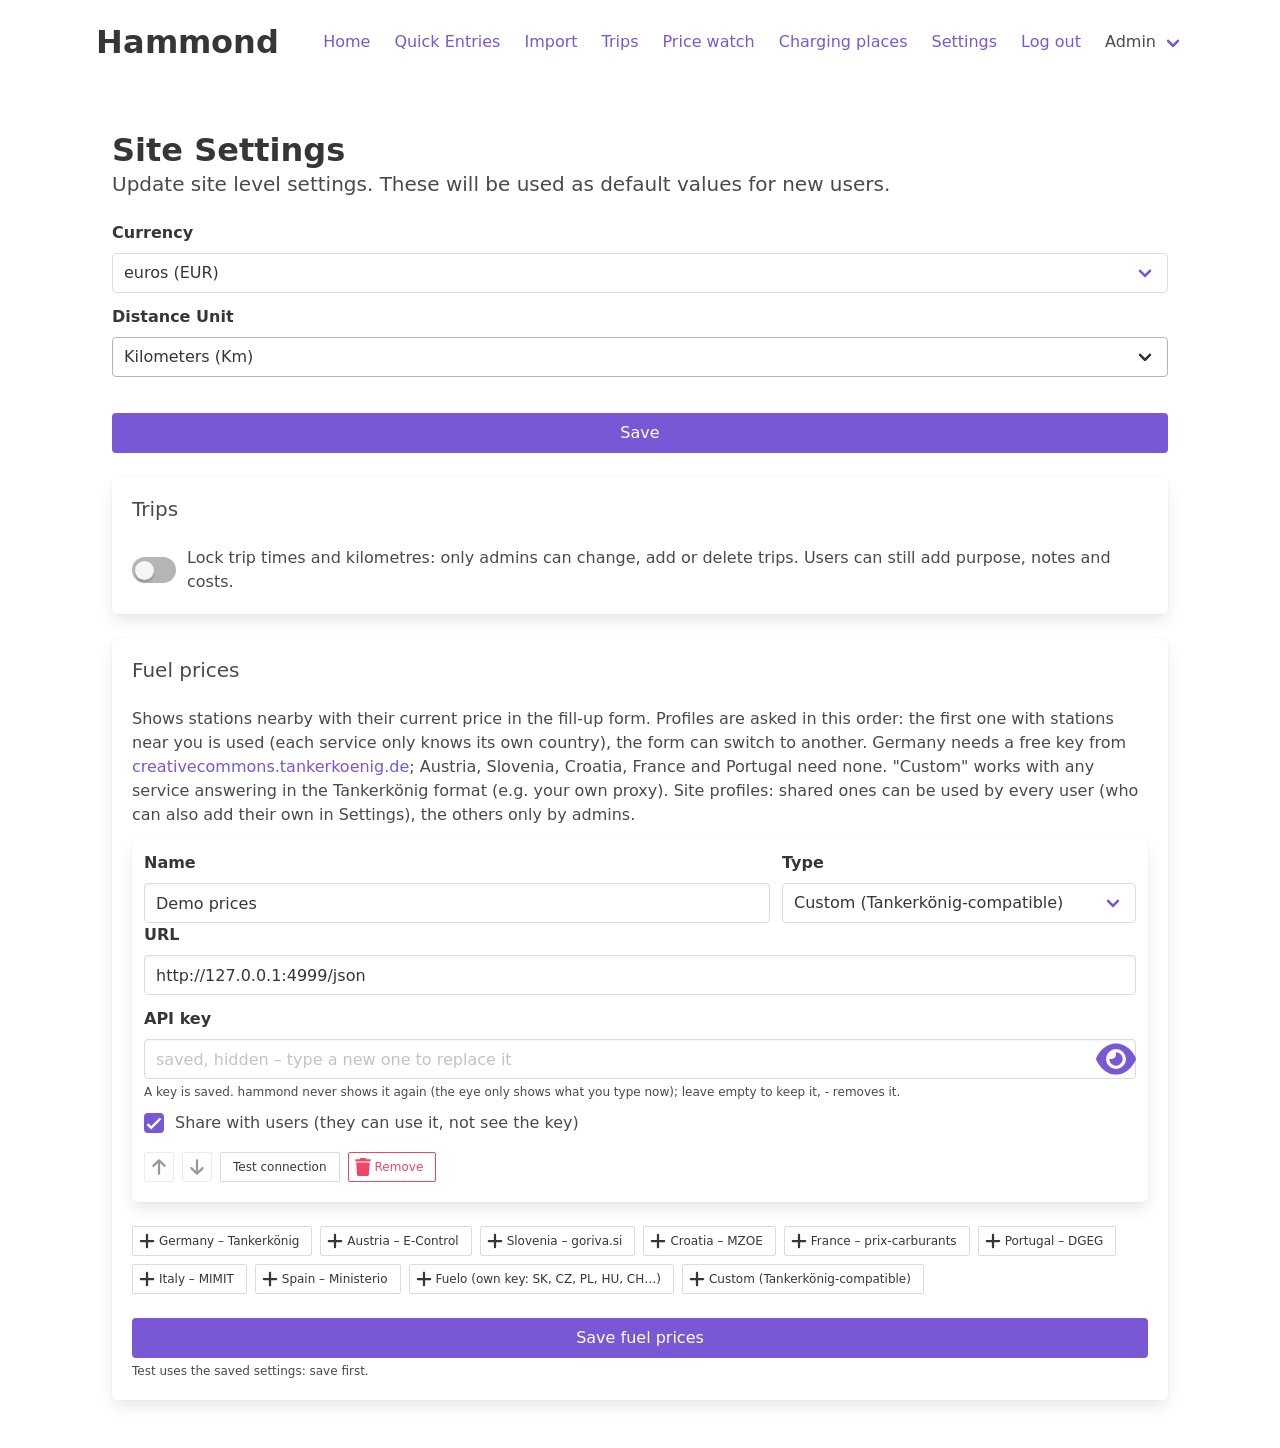 Hammond
Home Quick Entries Import Trips Price watch Charging places Settings Log out Admin
Site Settings
Update site level settings. These will be used as default values for new users.
Currency
euros (EUR)
Distance Unit
Kilometers (Km)
Save
Trips
Lock trip times and kilometres: only admins can change, add or delete trips. Users can still add purpose, notes and
costs.
Fuel prices
Shows stations nearby with their current price in the fill-up form. Profiles are asked in this order: the first one with stations
near you is used (each service only knows its own country), the form can switch to another. Germany needs a free key from
creativecommons.tankerkoenig.de; Austria, Slovenia, Croatia, France and Portugal need none. "Custom" works with any
service answering in the Tankerkönig format (e.g. your own proxy). Site profiles: shared ones can be used by every user (who
can also add their own in Settings), the others only by admins.
Name Type
Demo prices Custom (Tankerkönig-compatible)
URL
http://127.0.0.1:4999/json
API key
saved, hidden – type a new one to replace it
A key is saved. hammond never shows it again (the eye only shows what you type now); leave empty to keep it, - removes it.
Share with users (they can use it, not see the key)
Test connection Remove
Germany – Tankerkönig Austria – E-Control Slovenia – goriva.si Croatia – MZOE France – prix-carburants Portugal – DGEG
Italy – MIMIT Spain – Ministerio Fuelo (own key: SK, CZ, PL, HU, CH…) Custom (Tankerkönig-compatible)
Save fuel prices
Test uses the saved settings: save first.